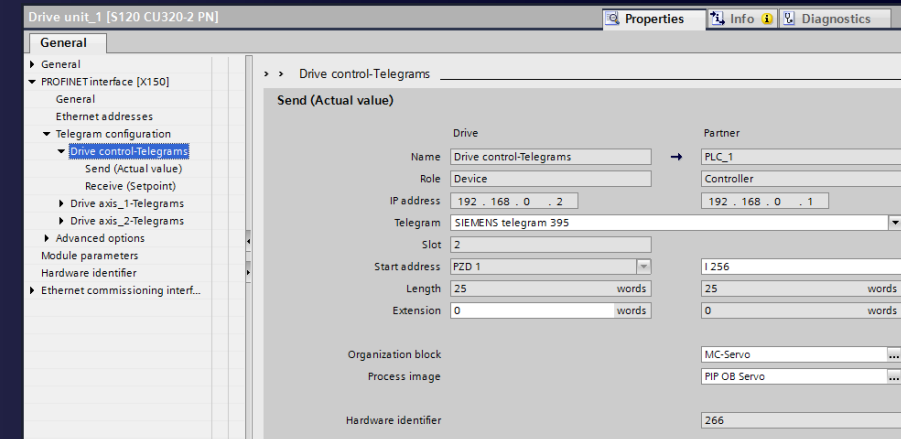 Drive unit_1 [S120 CU320-2 PN]
Properties
Info
Diagnostics
General
General
PROFINET interface [X150]
General
Ethernet addresses
Telegram configuration
Drive control-Telegrams
Send (Actual value)
Receive (Setpoint)
Drive axis_1-Telegrams
Drive axis_2-Telegrams
Advanced options
Module parameters
Hardware identifier
Ethernet commissioning interf...
> > Drive control-Telegrams
Send (Actual value)
Drive Partner
Name Drive control-Telegrams PLC_1
Role Device Controller
IP address 192 . 168 . 0 . 2 192 . 168 . 0 . 1
Telegram SIEMENS telegram 395
Slot 2
Start address PZD 1 I 256
Length 25 words 25 words
Extension 0 words 0 words
Organization block MC-Servo ...
Process image PIP OB Servo ...
Hardware identifier 266